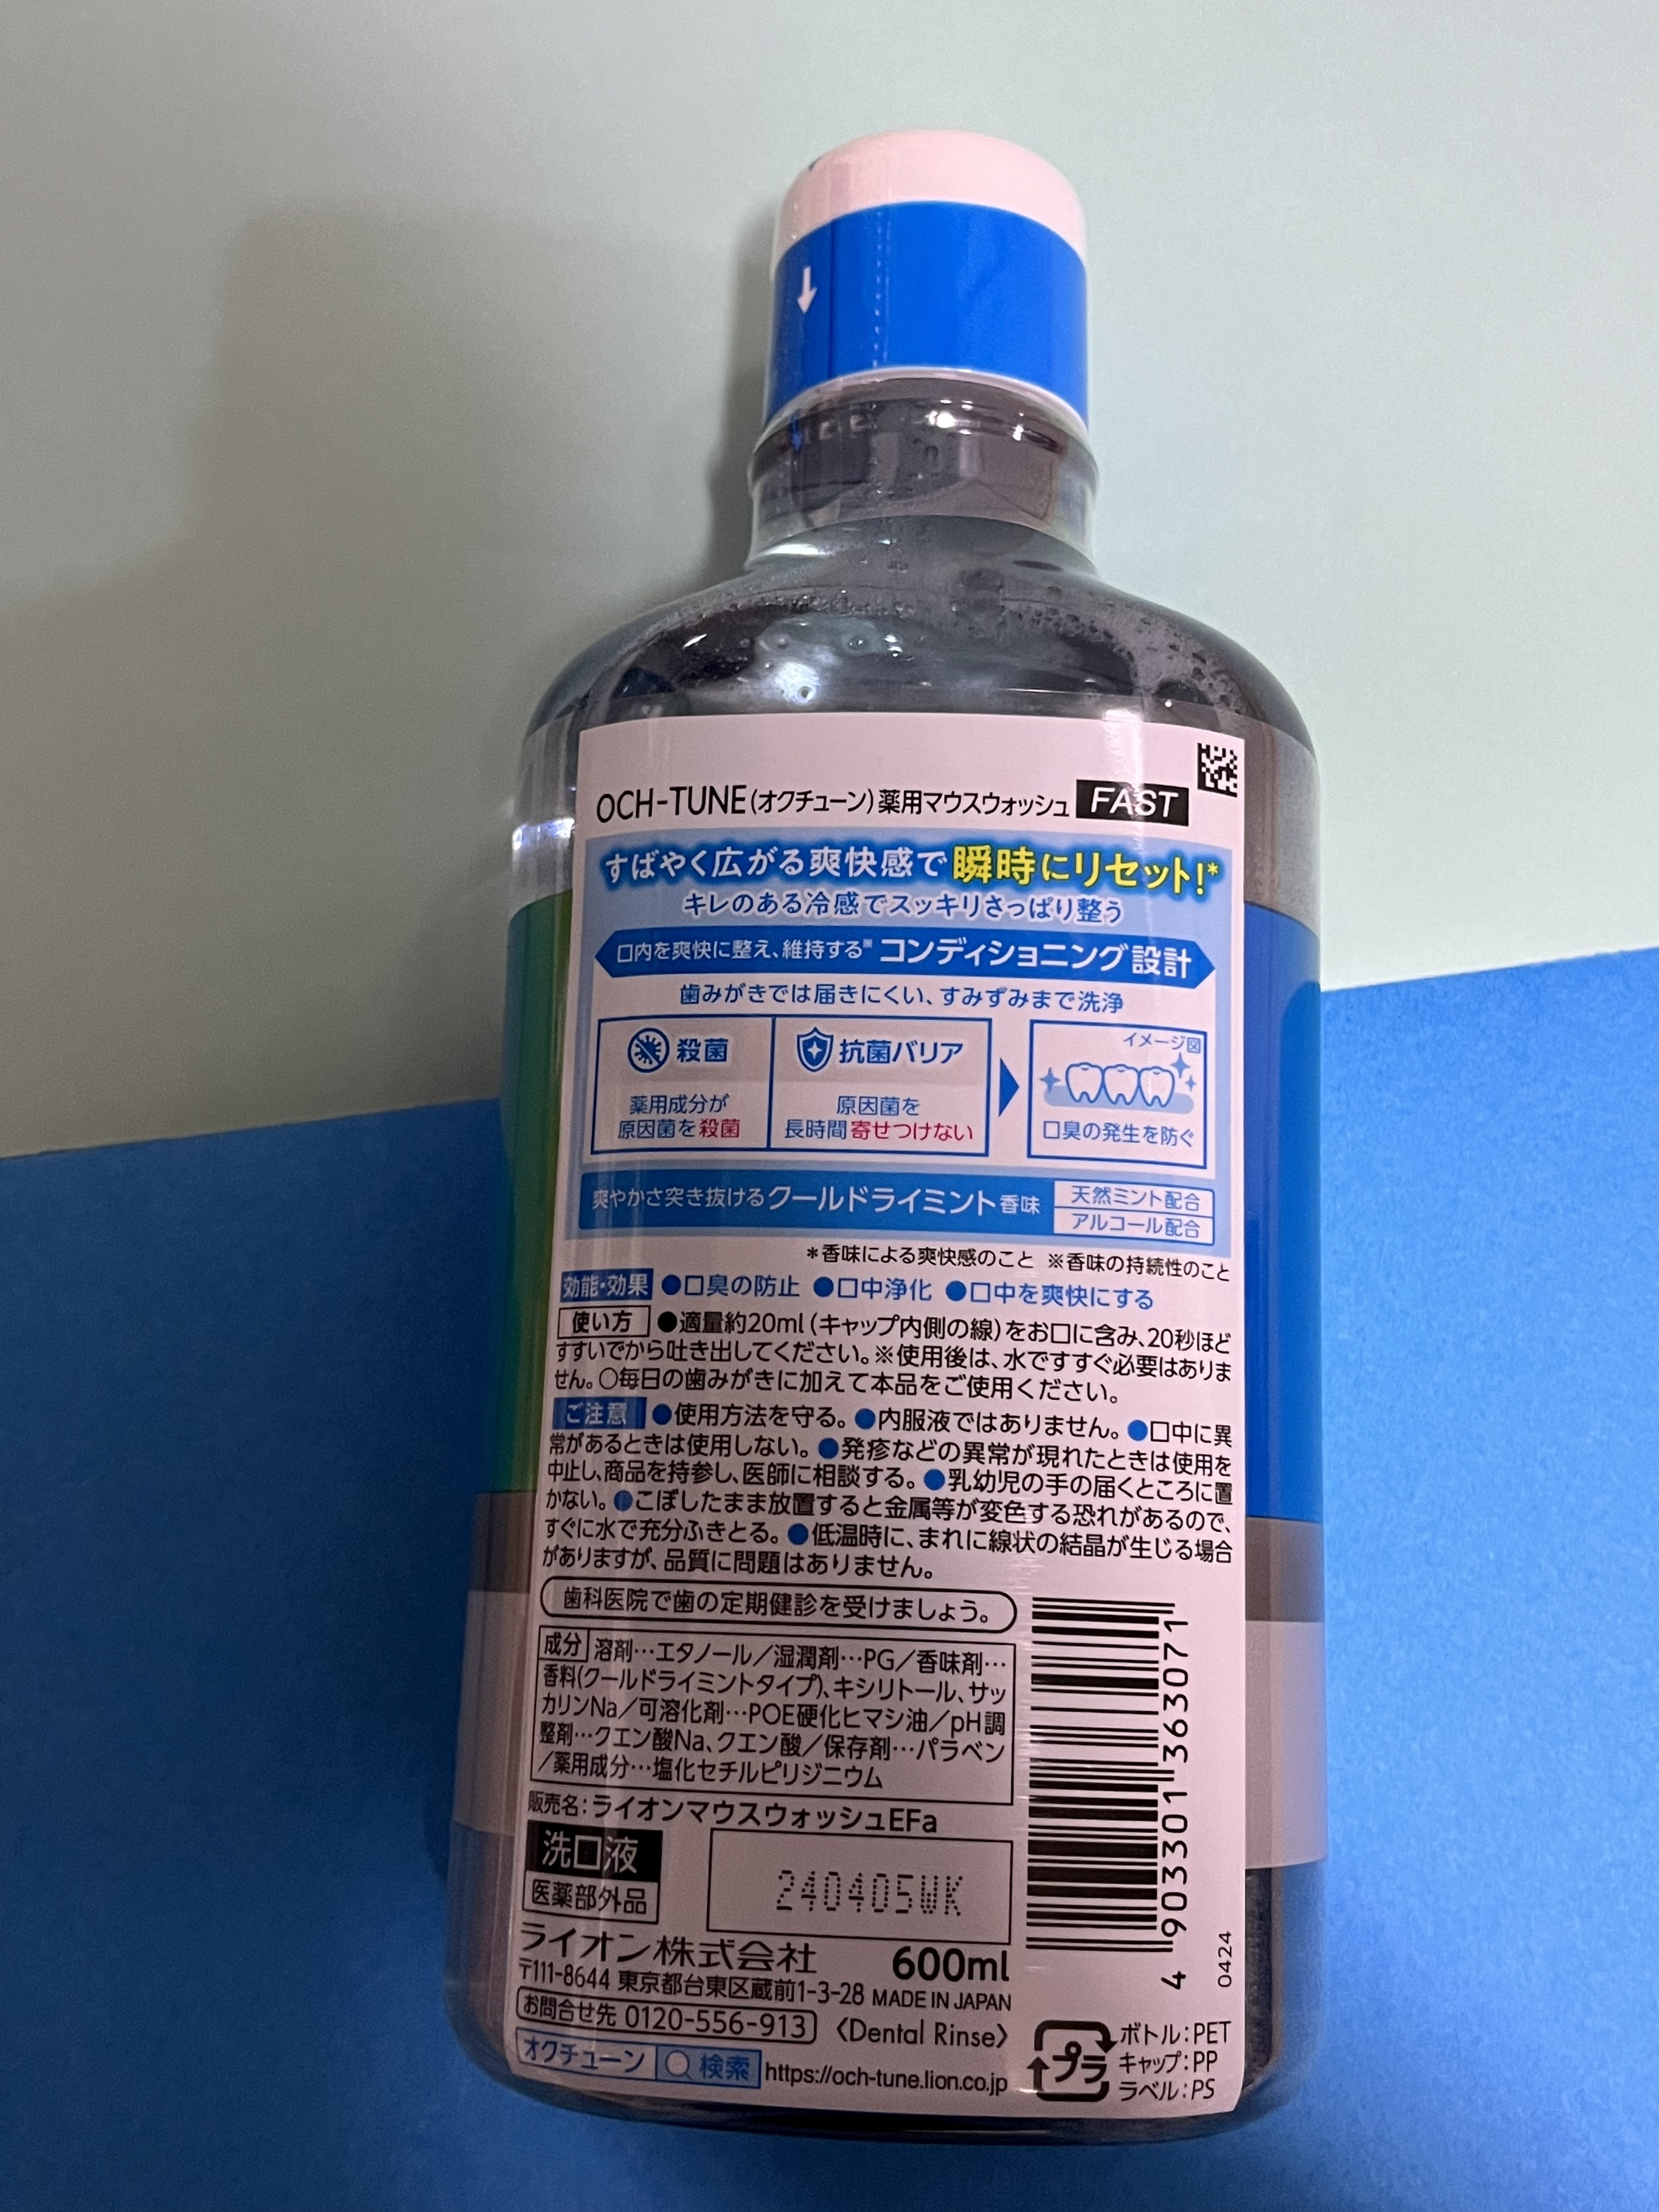 OCH-TUNE(オクチューン)薬用マウスウォッシュ FAST
すばやく広がる爽快感で瞬時にリセット!*
キレのある冷感でスッキリさっぱり整う
口内を爽快に整え、維持する※ コンディショニング設計
歯みがきでは届きにくい、すみずみまで洗浄
殺菌
薬用成分が
原因菌を殺菌
抗菌バリア
原因菌を
長時間寄せつけない
イメージ図
口臭の発生を防ぐ
爽やかさ突き抜けるクールドライミント香味
天然ミント配合
アルコール配合
*香味による爽快感のこと ※香味の持続性のこと
効能・効果 ●口臭の防止 ●口中浄化 ●口中を爽快にする
使い方 ●適量約20ml(キャップ内側の線)をお口に含み、20秒ほど
すすいでから吐き出してください。※使用後は、水ですすぐ必要はありま
せん。○毎日の歯みがきに加えて本品をご使用ください。
ご注意 ●使用方法を守る。●内服液ではありません。●口中に異
常があるときは使用しない。●発疹などの異常が現れたときは使用を
中止し、商品を持参し、医師に相談する。●乳幼児の手の届くところに置
かない。●こぼしたまま放置すると金属等が変色する恐れがあるので、
すぐに水で充分ふきとる。●低温時に、まれに線状の結晶が生じる場合
がありますが、品質に問題はありません。
歯科医院で歯の定期健診を受けましょう。
成分 溶剤…エタノール/湿潤剤…PG/香味剤…
香料(クールドライミントタイプ)、キシリトール、サッ
カリンNa/可溶化剤…POE硬化ヒマシ油/pH調
整剤…クエン酸Na、クエン酸/保存剤…パラベン
/薬用成分…塩化セチルピリジニウム
販売名:ライオンマウスウォッシュEFa
洗口液
医薬部外品
240405WK
ライオン株式会社 600ml
〒111-8644 東京都台東区蔵前1-3-28 MADE IN JAPAN
お問合せ先 0120-556-913 〈Dental Rinse〉
オクチューン 検索 https://och-tune.lion.co.jp
4 903301 363071
0424
プラ
ボトル:PET
キャップ:PP
ラベル:PS